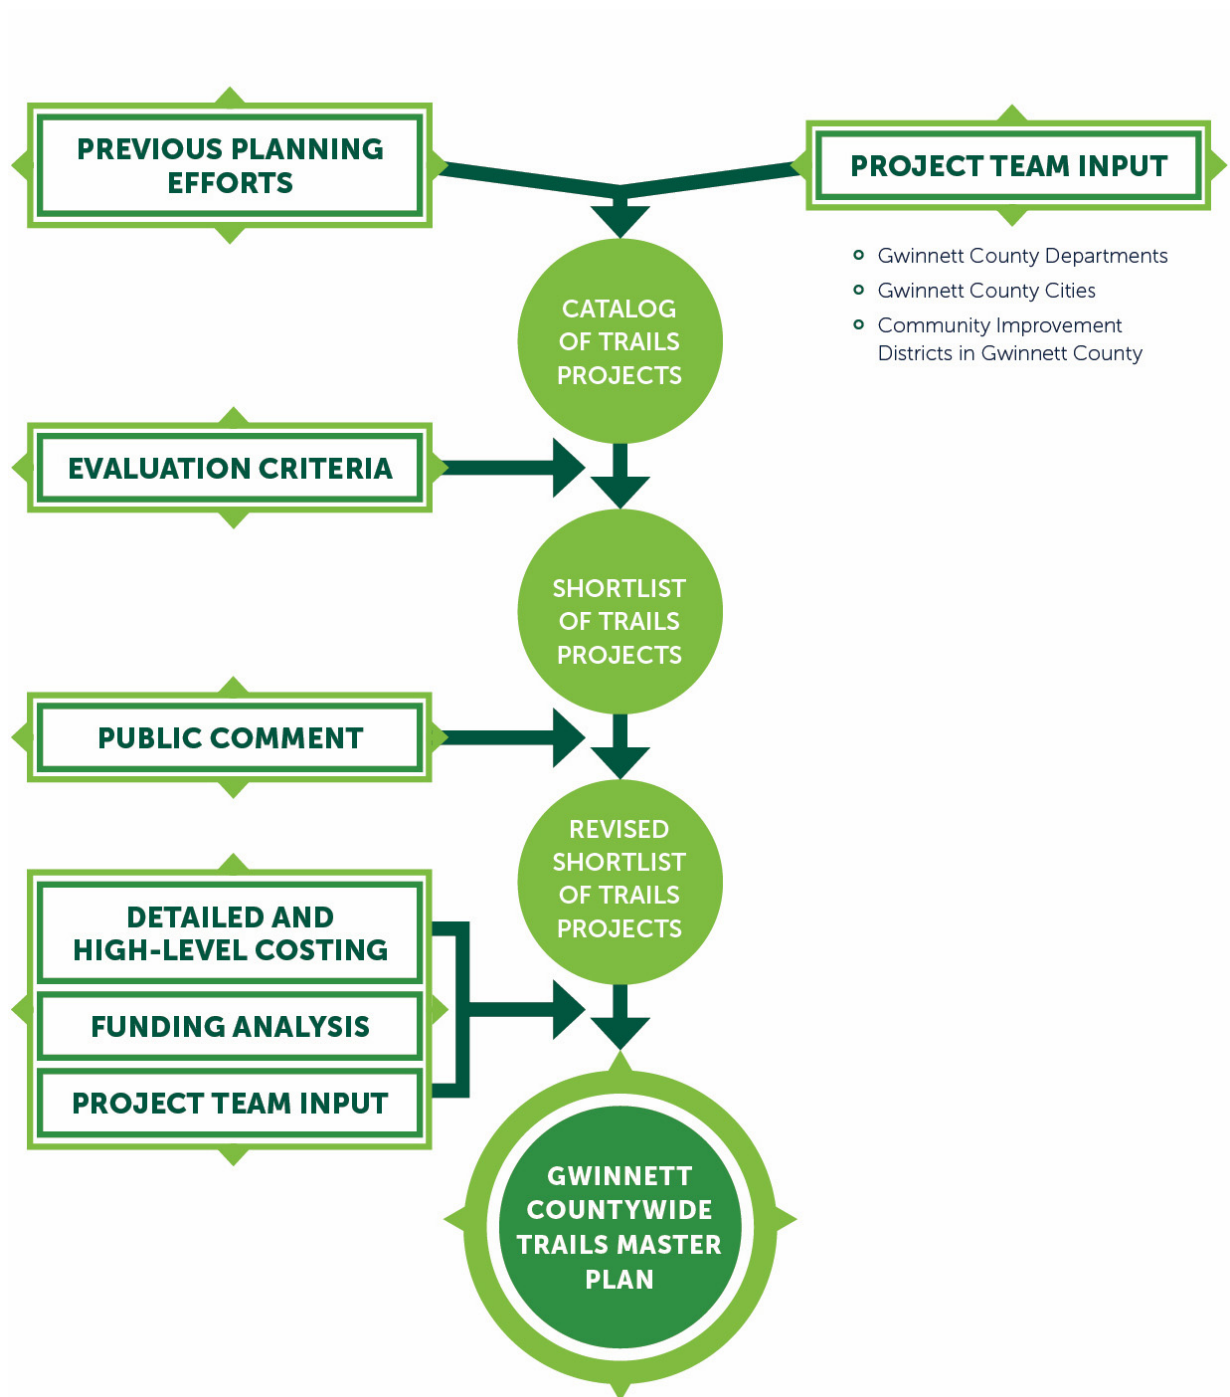 PREVIOUS PLANNING
EFFORTS
PROJECT TEAM INPUT
Gwinnett County Departments
Gwinnett County Cities
Community Improvement
Districts in Gwinnett County
CATALOG
OF TRAILS
PROJECTS
EVALUATION CRITERIA
SHORTLIST
OF TRAILS
PROJECTS
PUBLIC COMMENT
REVISED
SHORTLIST
OF TRAILS
PROJECTS
DETAILED AND
HIGH-LEVEL COSTING
FUNDING ANALYSIS
PROJECT TEAM INPUT
GWINNETT
COUNTYWIDE
TRAILS MASTER
PLAN